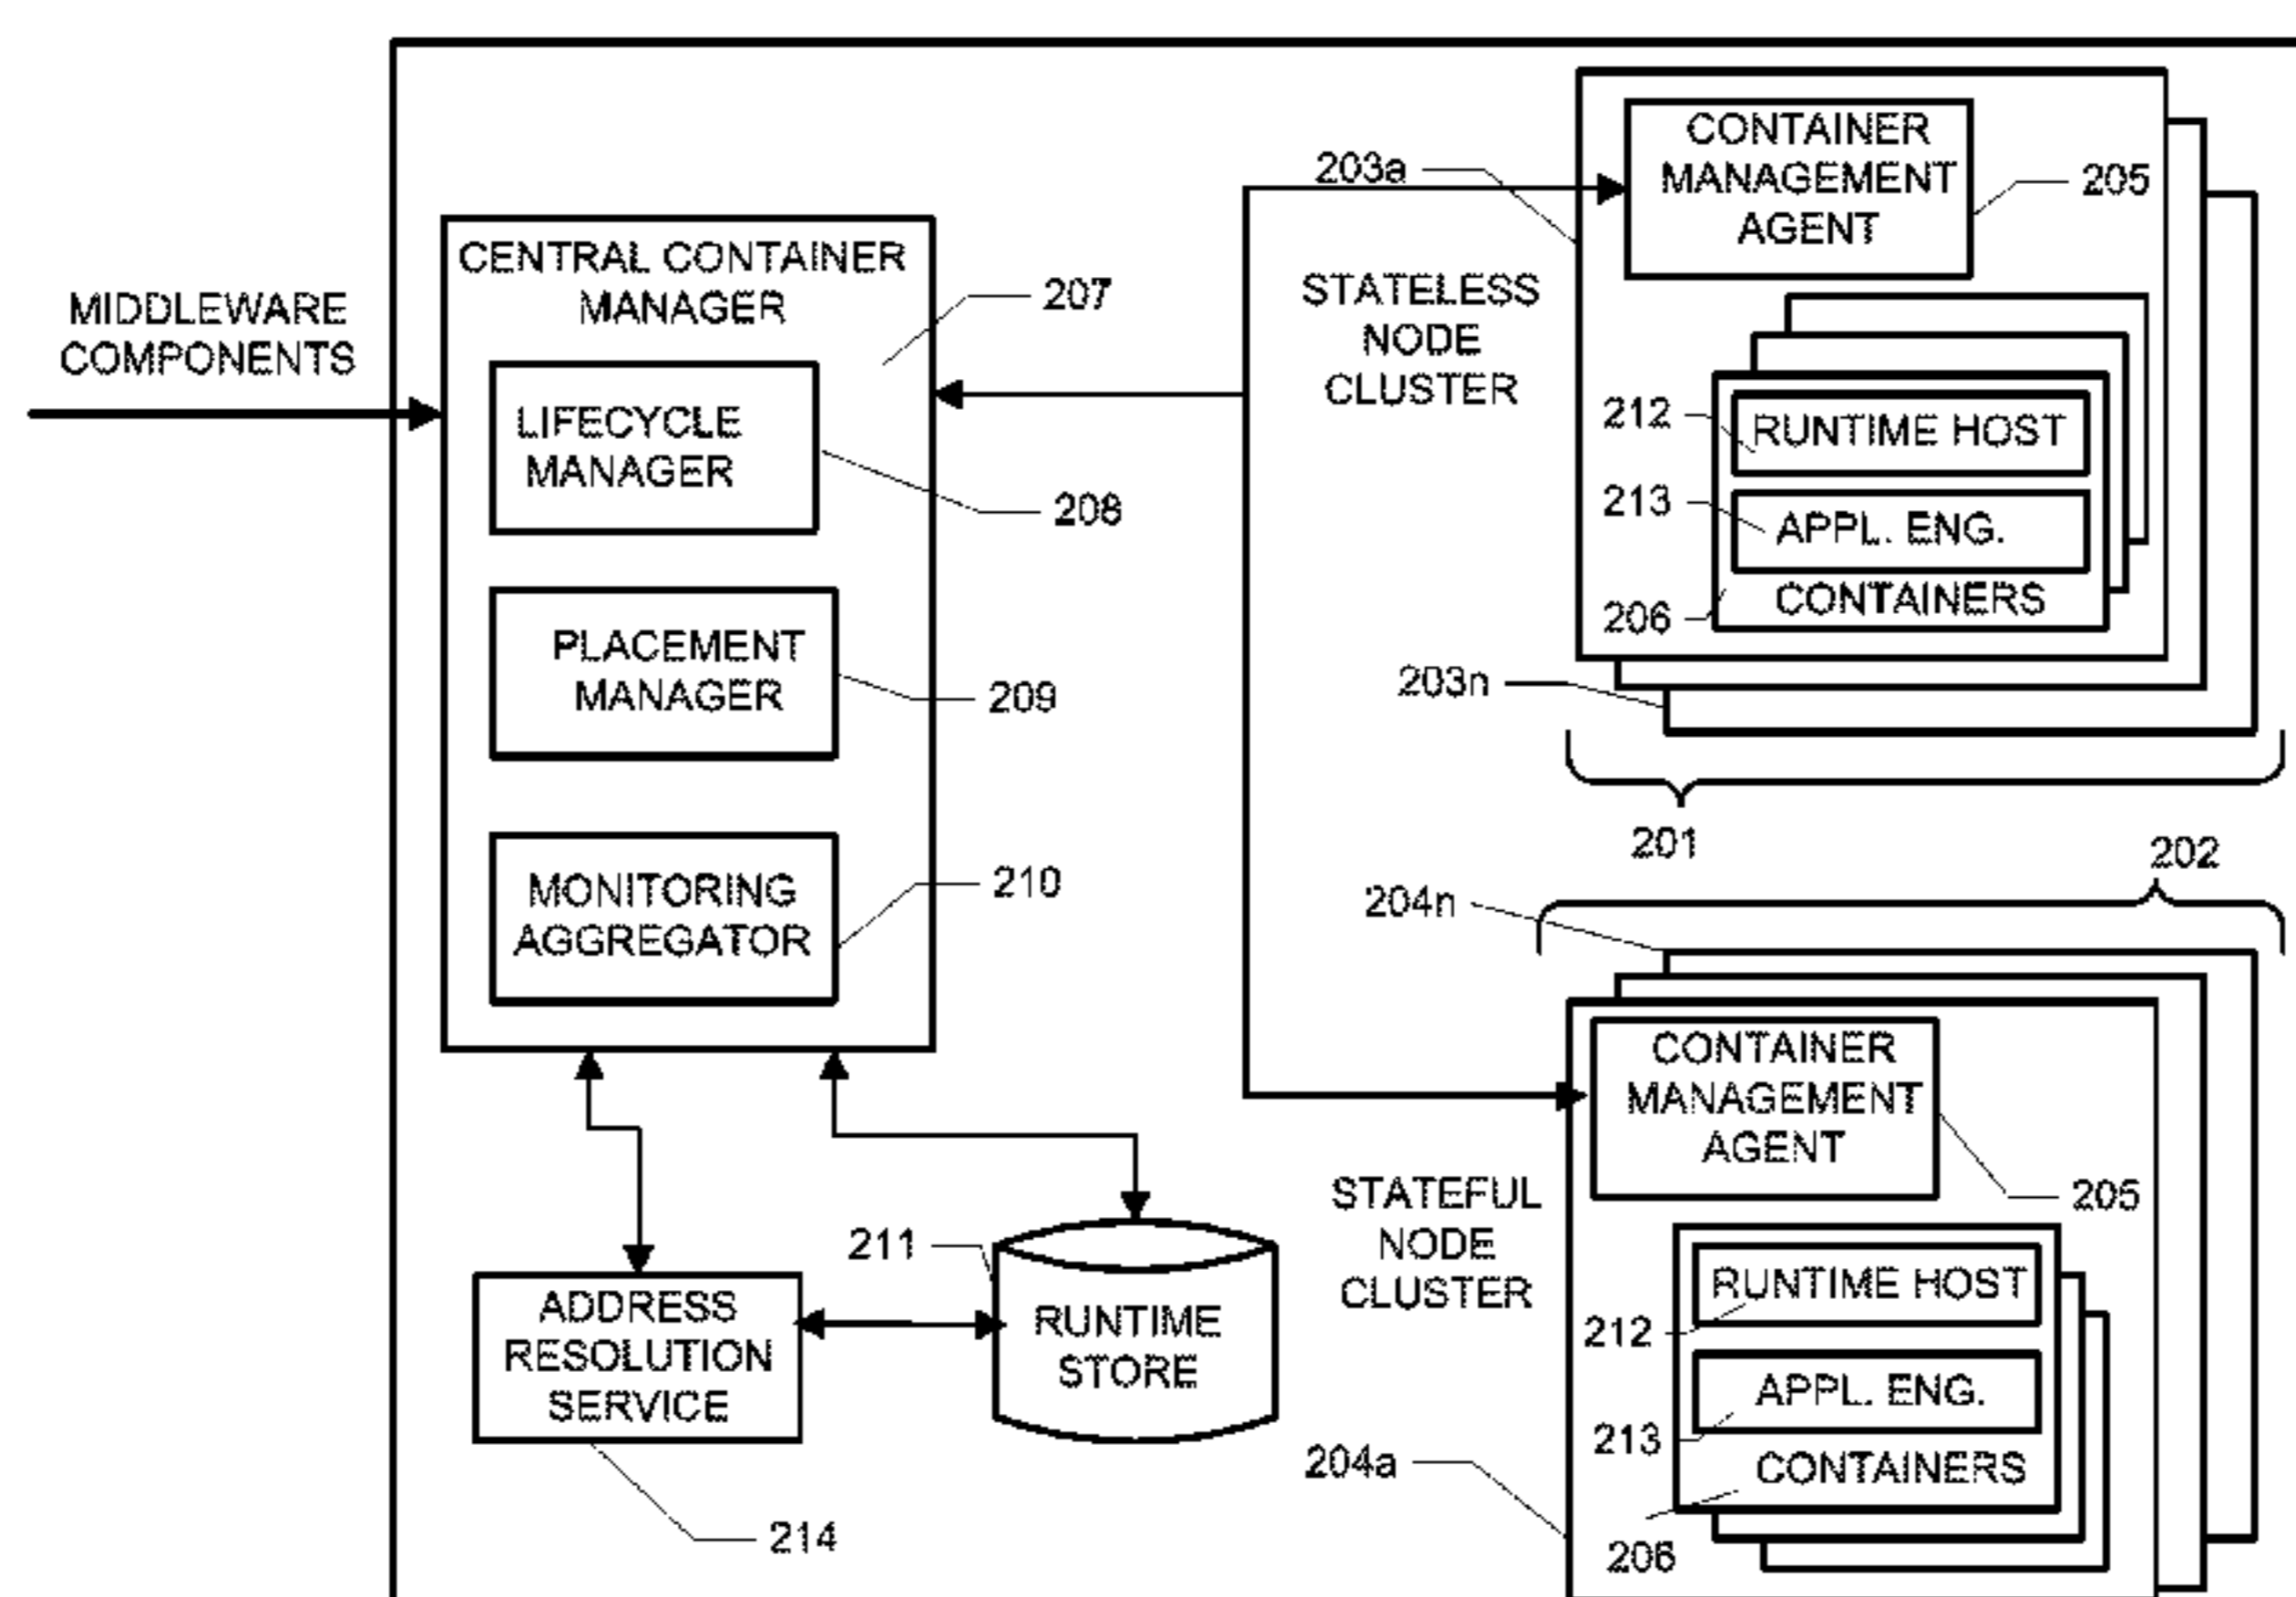 MIDDLEWARE
COMPONENTS
CENTRAL CONTAINER
MANAGER
207
LIFECYCLE
MANAGER
208
PLACEMENT
MANAGER
209
MONITORING
AGGREGATOR
210
ADDRESS
RESOLUTION
SERVICE
214
211
RUNTIME
STORE
STATELESS
NODE
CLUSTER
203a
CONTAINER
MANAGEMENT
AGENT
205
212
RUNTIME HOST
213
APPL. ENG.
206
CONTAINERS
203n
201
202
204n
STATEFUL
NODE
CLUSTER
CONTAINER
MANAGEMENT
AGENT
205
RUNTIME HOST
212
APPL. ENG.
213
CONTAINERS
204a
206